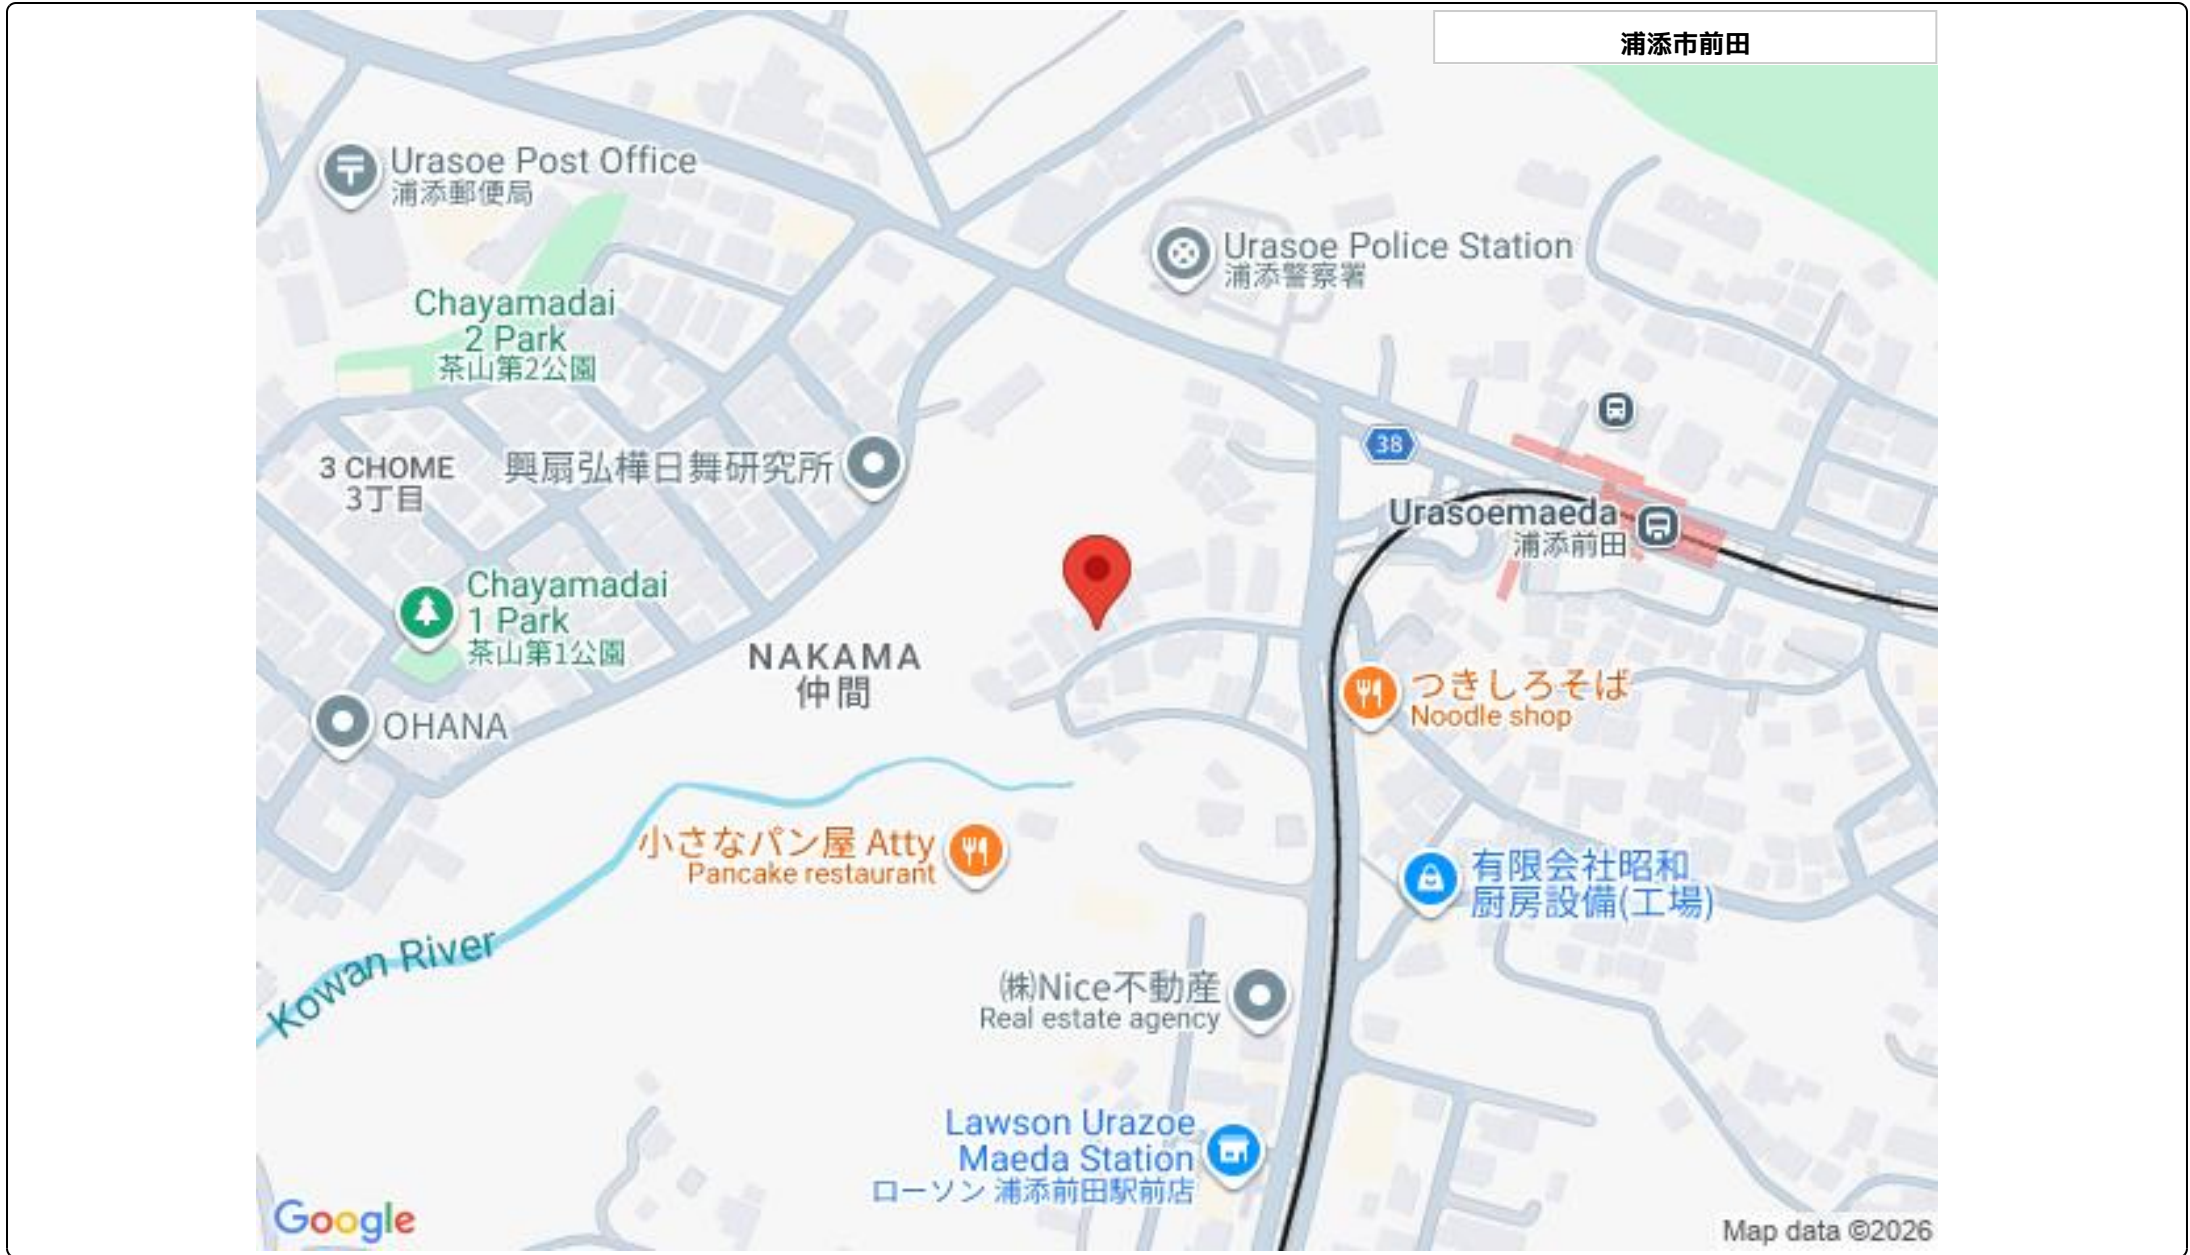 浦添市前田
Urasoe Post Office
浦添郵便局
Urasoe Police Station
浦添警察署
Chayamadai
2 Park
茶山第2公園
38
3 CHOME
3丁目
興扇弘樺日舞研究所
Urasoemaeda
浦添前田
Chayamadai
1 Park
茶山第1公園
NAKAMA
仲間
つきしろそば
Noodle shop
OHANA
小さなパン屋 Atty
Pancake restaurant
有限会社昭和
厨房設備(工場)
Kowan River
㈱Nice不動産
Real estate agency
Lawson Urazoe
Maeda Station
ローソン 浦添前田駅前店
Google
Map data ©2026